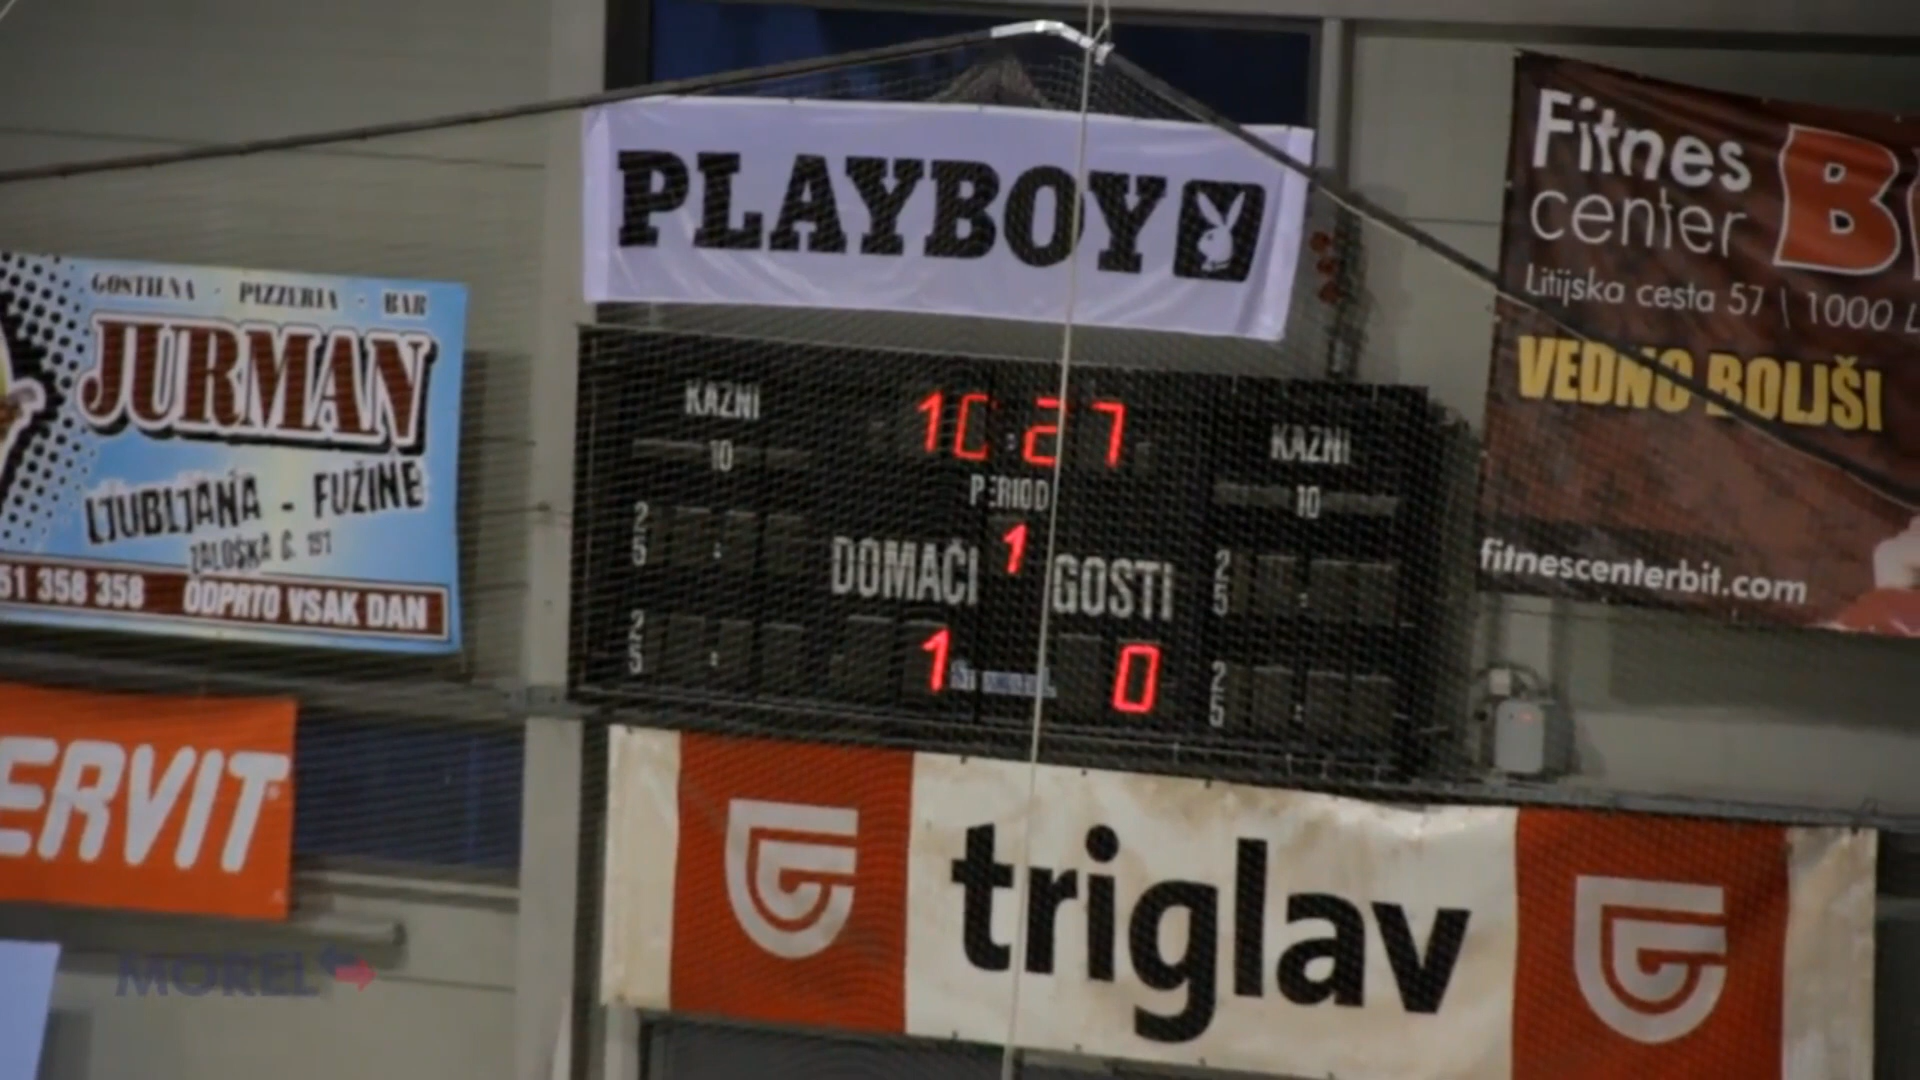 PLAYBOY
Fitnes
center B
Litijska cesta 57 | 1000 L
VEDNO BOLJŠI
fitnescenterbit.com
GOSTILNA · PIZZERIA · BAR
JURMAN
LJUBLJANA - FUŽINE
ZALOŠKA C. 151
51 358 358 ODPRTO VSAK DAN
KAZNI 10:27 KAZNI
10 PERIOD 10
1
DOMAČI GOSTI
1 0
ERVIT
triglav
MOREL